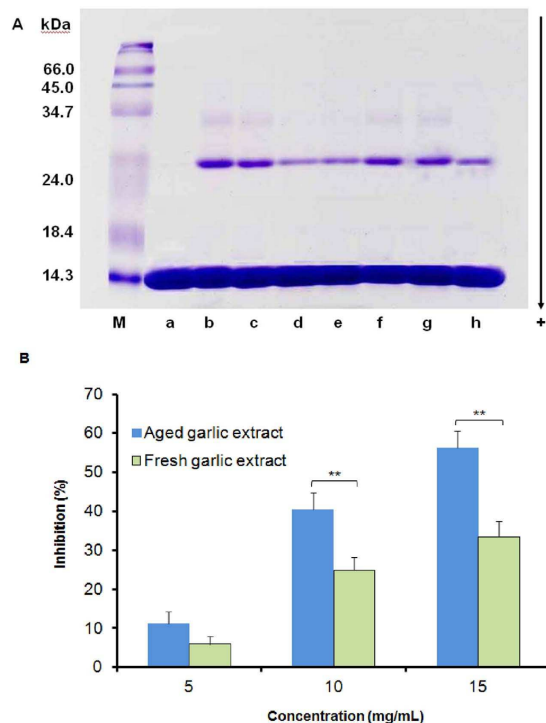 A kDa
66.0
45.0
34.7
24.0
18.4
14.3
M a b c d e f g h +
B
70
60
50
40
30
20
10
0
Inhibition (%)
Aged garlic extract
Fresh garlic extract
**
**
5 10 15
Concentration (mg/mL)